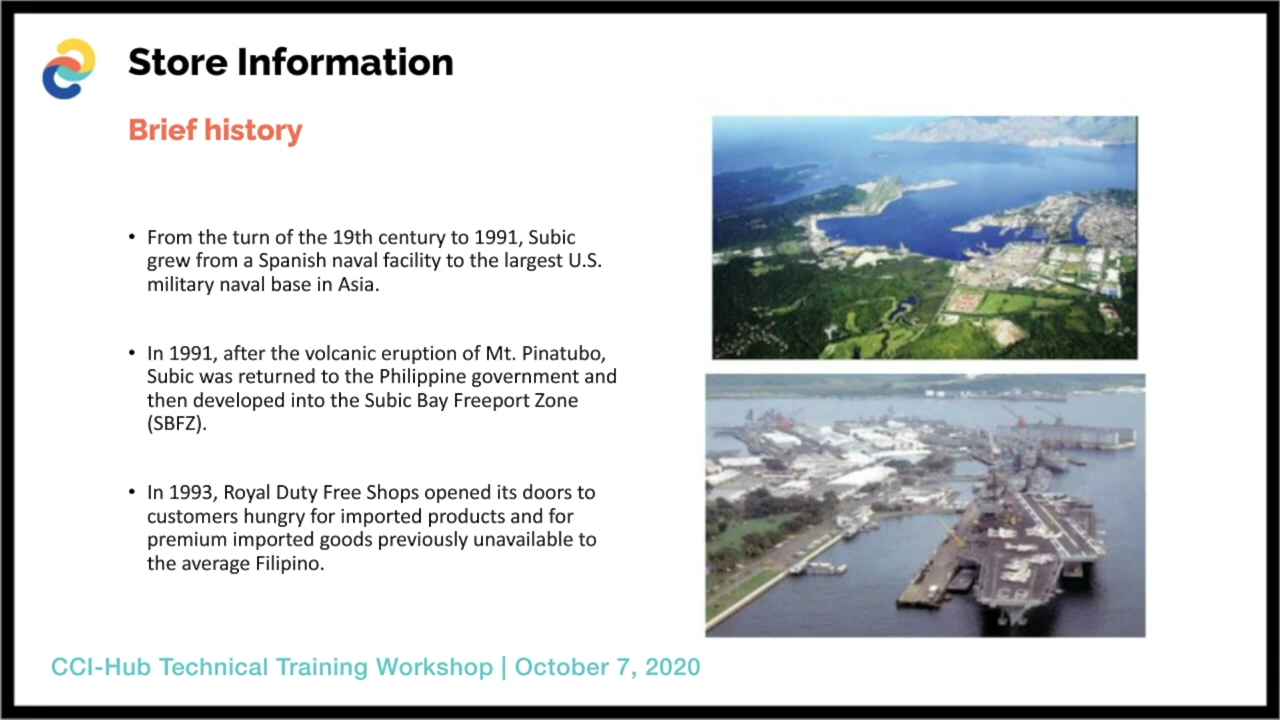 Store Information
Brief history
• From the turn of the 19th century to 1991, Subic
grew from a Spanish naval facility to the largest U.S.
military naval base in Asia.
• In 1991, after the volcanic eruption of Mt. Pinatubo,
Subic was returned to the Philippine government and
then developed into the Subic Bay Freeport Zone
(SBFZ).
• In 1993, Royal Duty Free Shops opened its doors to
customers hungry for imported products and for
premium imported goods previously unavailable to
the average Filipino.
CCI-Hub Technical Training Workshop | October 7, 2020